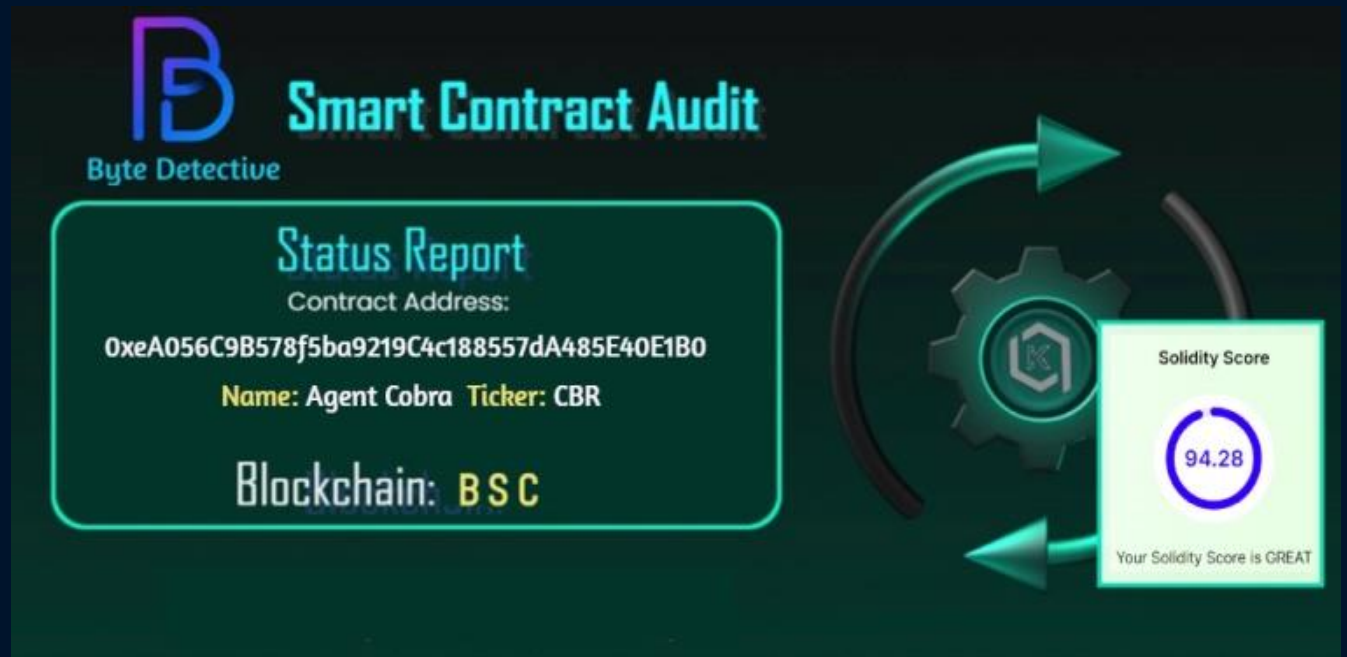 Smart Contract Audit
Byte Detective
Status Report
Contract Address:
0xeA056C9B578f5ba9219C4c188557dA485E40E1B0
Name: Agent Cobra Ticker: CBR
Blockchain: BSC
Solidity Score
94.28
Your Solidity Score is GREAT